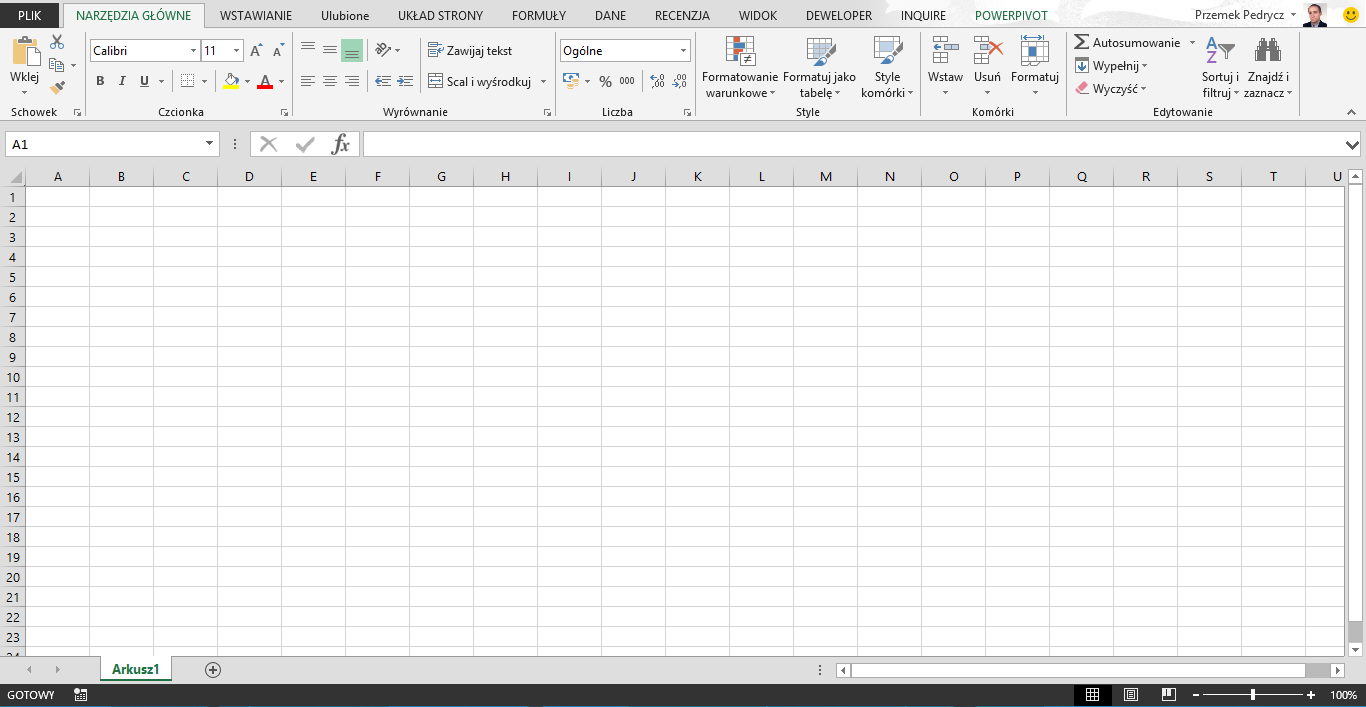 PLIK NARZĘDZIA GŁÓWNE WSTAWIANIE Ulubione UKŁAD STRONY FORMUŁY DANE RECENZJA WIDOK DEWELOPER INQUIRE POWERPIVOT Przemek Pedrycz
Wklej
Schowek
Calibri 11
B I U A
Czcionka
Zawijaj tekst
Scal i wyśrodkuj
Wyrównanie
Ogólne
% 000
Liczba
Formatowanie warunkowe
Formatuj jako tabelę
Style komórki
Style
Wstaw Usuń Formatuj
Komórki
Autosumowanie
Wypełnij
Wyczyść
Sortuj i filtruj
Znajdź i zaznacz
Edytowanie
A1 fx
A B C D E F G H I J K L M N O P Q R S T U
1
2
3
4
5
6
7
8
9
10
11
12
13
14
15
16
17
18
19
20
21
22
23
24
Arkusz1
GOTOWY 100%